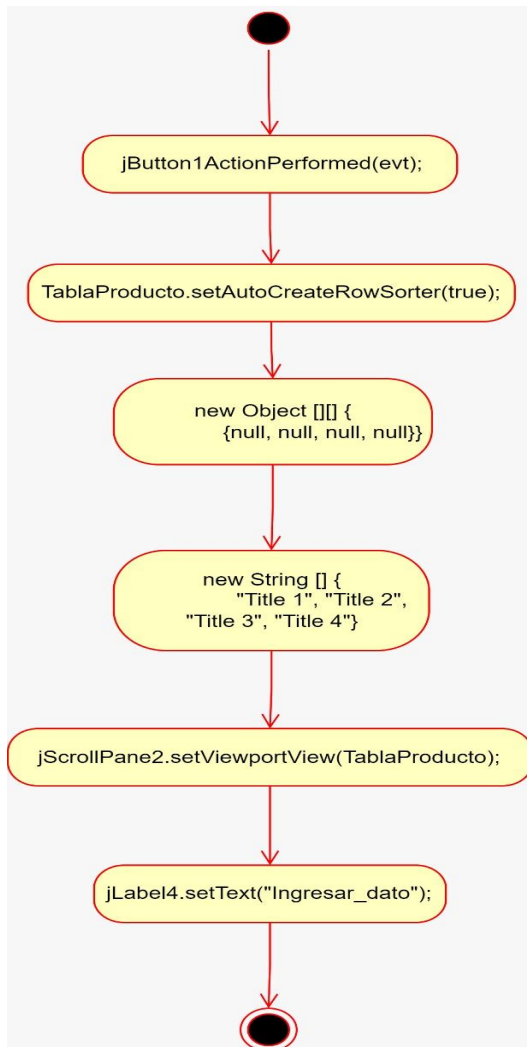 jButton1ActionPerformed(evt);
TablaProducto.setAutoCreateRowSorter(true);
new Object [][] {
{null, null, null, null}}
new String [] {
"Title 1", "Title 2",
"Title 3", "Title 4"}
jScrollPane2.setViewportView(TablaProducto);
jLabel4.setText("Ingresar_dato");